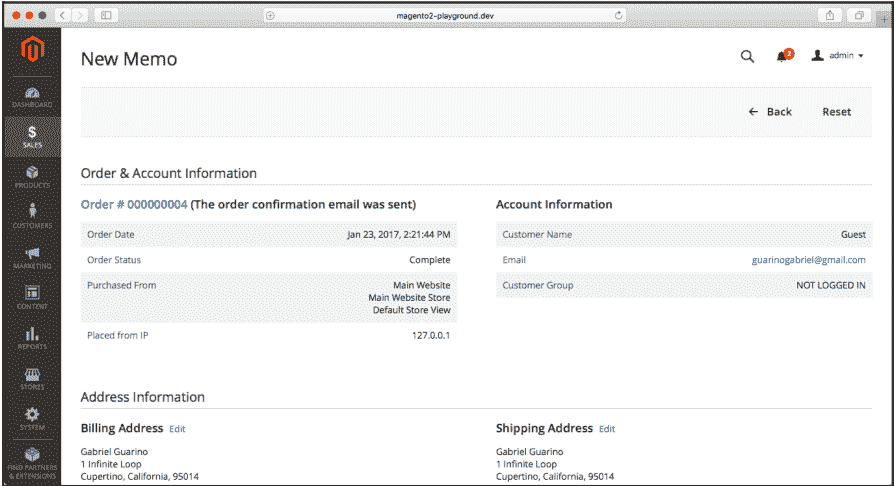 magento2-playground.dev
New Memo
2
admin
Back
Reset
DASHBOARD
$
SALES
PRODUCTS
CUSTOMERS
MARKETING
CONTENT
REPORTS
STORES
SYSTEM
FIND PARTNERS
& EXTENSIONS
Order & Account Information
Order # 000000004 (The order confirmation email was sent)
Order Date Jan 23, 2017, 2:21:44 PM
Order Status Complete
Purchased From Main Website
Main Website Store
Default Store View
Placed from IP 127.0.0.1
Account Information
Customer Name Guest
Email guarinogabriel@gmail.com
Customer Group NOT LOGGED IN
Address Information
Billing Address Edit
Gabriel Guarino
1 Infinite Loop
Cupertino, California, 95014
Shipping Address Edit
Gabriel Guarino
1 Infinite Loop
Cupertino, California, 95014